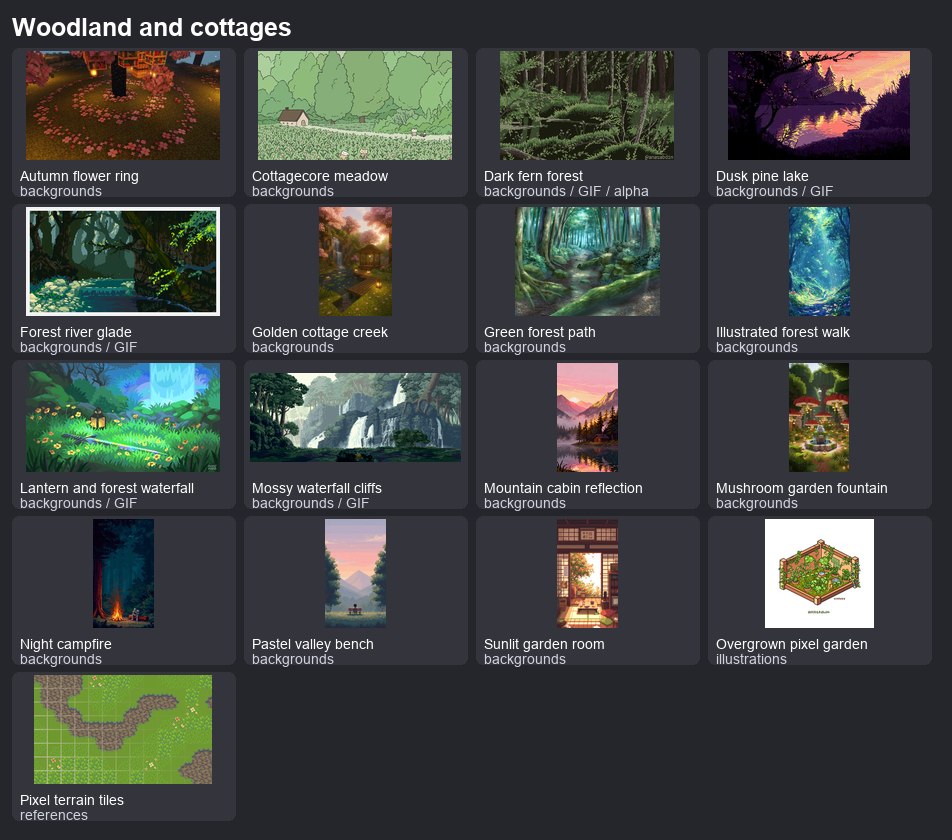 Woodland and cottages
Autumn flower ring
backgrounds
Cottagecore meadow
backgrounds
Dark fern forest
backgrounds / GIF / alpha
Dusk pine lake
backgrounds / GIF
Forest river glade
backgrounds / GIF
Golden cottage creek
backgrounds
Green forest path
backgrounds
Illustrated forest walk
backgrounds
Lantern and forest waterfall
backgrounds / GIF
Mossy waterfall cliffs
backgrounds / GIF
Mountain cabin reflection
backgrounds
Mushroom garden fountain
backgrounds
Night campfire
backgrounds
Pastel valley bench
backgrounds
Sunlit garden room
backgrounds
Overgrown pixel garden
illustrations
Pixel terrain tiles
references